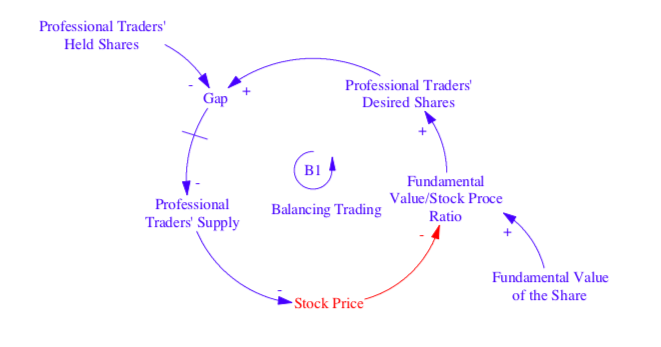 Professional Traders'
Held Shares
-
Gap
+
Professional Traders'
Desired Shares
+
B1
Balancing Trading
-
Professional
Traders' Supply
Fundamental
Value/Stock Proce
Ratio
-
+
Fundamental Value
of the Share
-
Stock Price